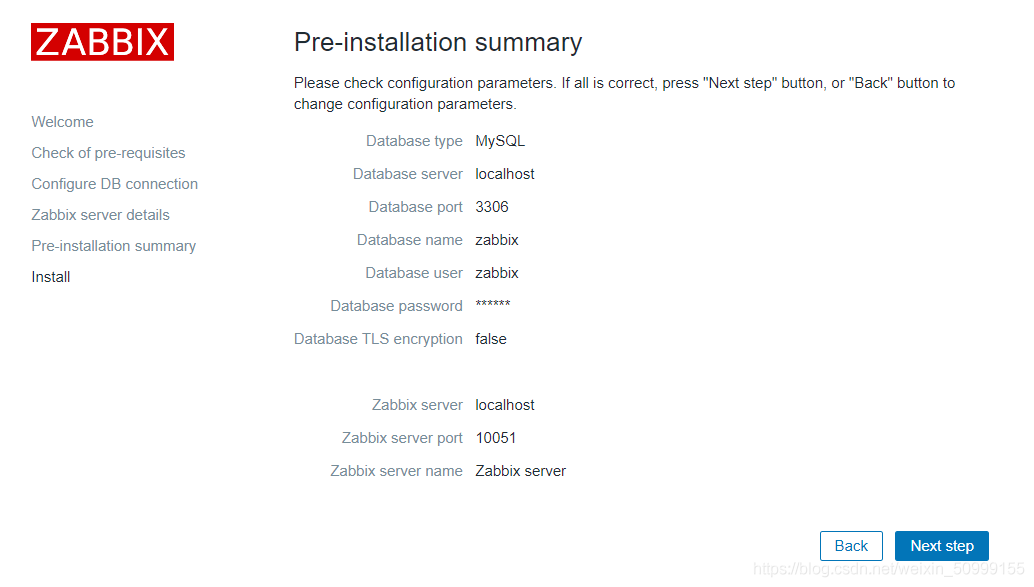 ZABBIX
Welcome
Check of pre-requisites
Configure DB connection
Zabbix server details
Pre-installation summary
Install
Pre-installation summary
Please check configuration parameters. If all is correct, press "Next step" button, or "Back" button to
change configuration parameters.
Database type MySQL
Database server localhost
Database port 3306
Database name zabbix
Database user zabbix
Database password ******
Database TLS encryption false
Zabbix server localhost
Zabbix server port 10051
Zabbix server name Zabbix server
Back Next step
https://blog.csdn.net/weixin_50999155